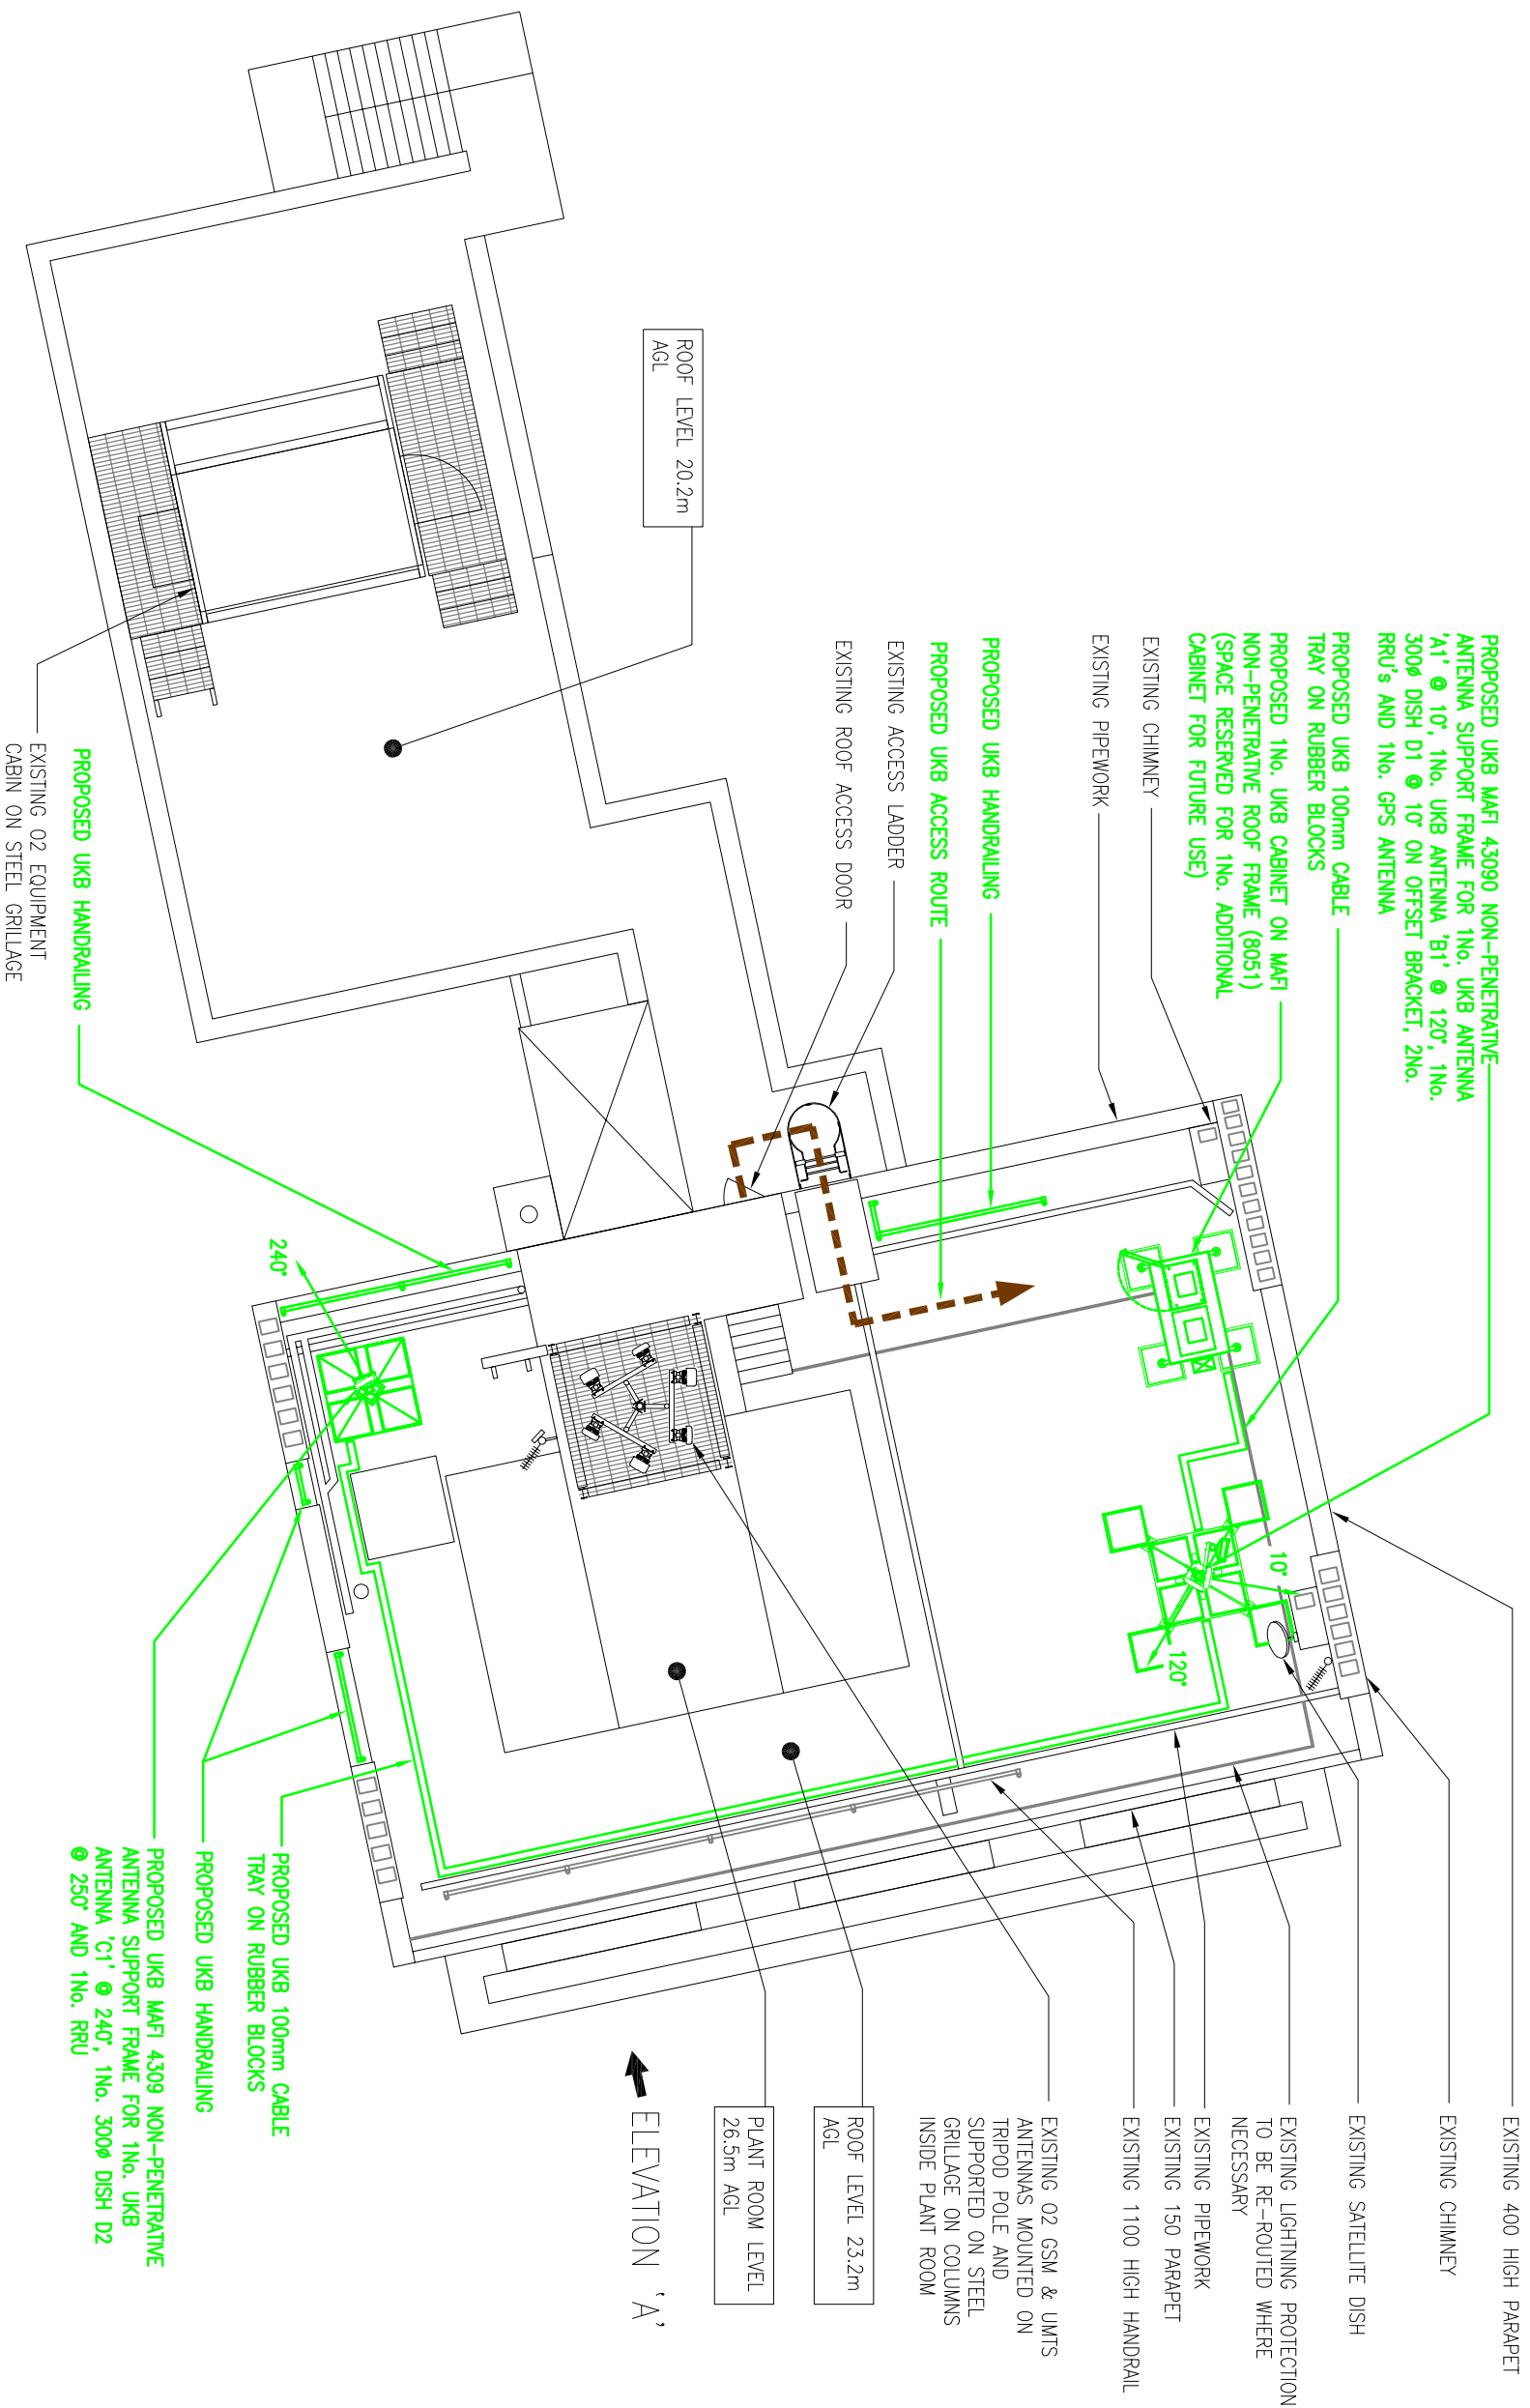 PROPOSED UKB MAFI 43090 NON-PENETRATIVE
ANTENNA SUPPORT FRAME FOR 1No. UKB ANTENNA
'A1' @ 10°, 1No. UKB ANTENNA 'B1' @ 120°, 1No.
300ø DISH D1 @ 10° ON OFFSET BRACKET, 2No.
RRU's AND 1No. GPS ANTENNA
PROPOSED UKB 100mm CABLE
TRAY ON RUBBER BLOCKS
PROPOSED 1No. UKB CABINET ON MAFI
NON-PENETRATIVE ROOF FRAME (8051)
(SPACE RESERVED FOR 1No. ADDITIONAL
CABINET FOR FUTURE USE)
EXISTING CHIMNEY
EXISTING PIPEWORK
PROPOSED UKB HANDRAILING
PROPOSED UKB ACCESS ROUTE
EXISTING ACCESS LADDER
EXISTING ROOF ACCESS DOOR
ROOF LEVEL 20.2m
AGL
PROPOSED UKB HANDRAILING
EXISTING O2 EQUIPMENT
CABIN ON STEEL GRILLAGE
10°
120°
240°
EXISTING 400 HIGH PARAPET
EXISTING CHIMNEY
EXISTING SATELLITE DISH
EXISTING LIGHTNING PROTECTION
TO BE RE-ROUTED WHERE
NECESSARY
EXISTING PIPEWORK
EXISTING 150 PARAPET
EXISTING 1100 HIGH HANDRAIL
EXISTING O2 GSM & UMTS
ANTENNAS MOUNTED ON
TRIPOD POLE AND
SUPPORTED ON STEEL
GRILLAGE ON COLUMNS
INSIDE PLANT ROOM
ROOF LEVEL 23.2m
AGL
PLANT ROOM LEVEL
26.5m AGL
ELEVATION 'A'
PROPOSED UKB 100mm CABLE
TRAY ON RUBBER BLOCKS
PROPOSED UKB HANDRAILING
PROPOSED UKB MAFI 4309 NON-PENETRATIVE
ANTENNA SUPPORT FRAME FOR 1No. UKB
ANTENNA 'C1' @ 240°, 1No. 300ø DISH D2
@ 250° AND 1No. RRU